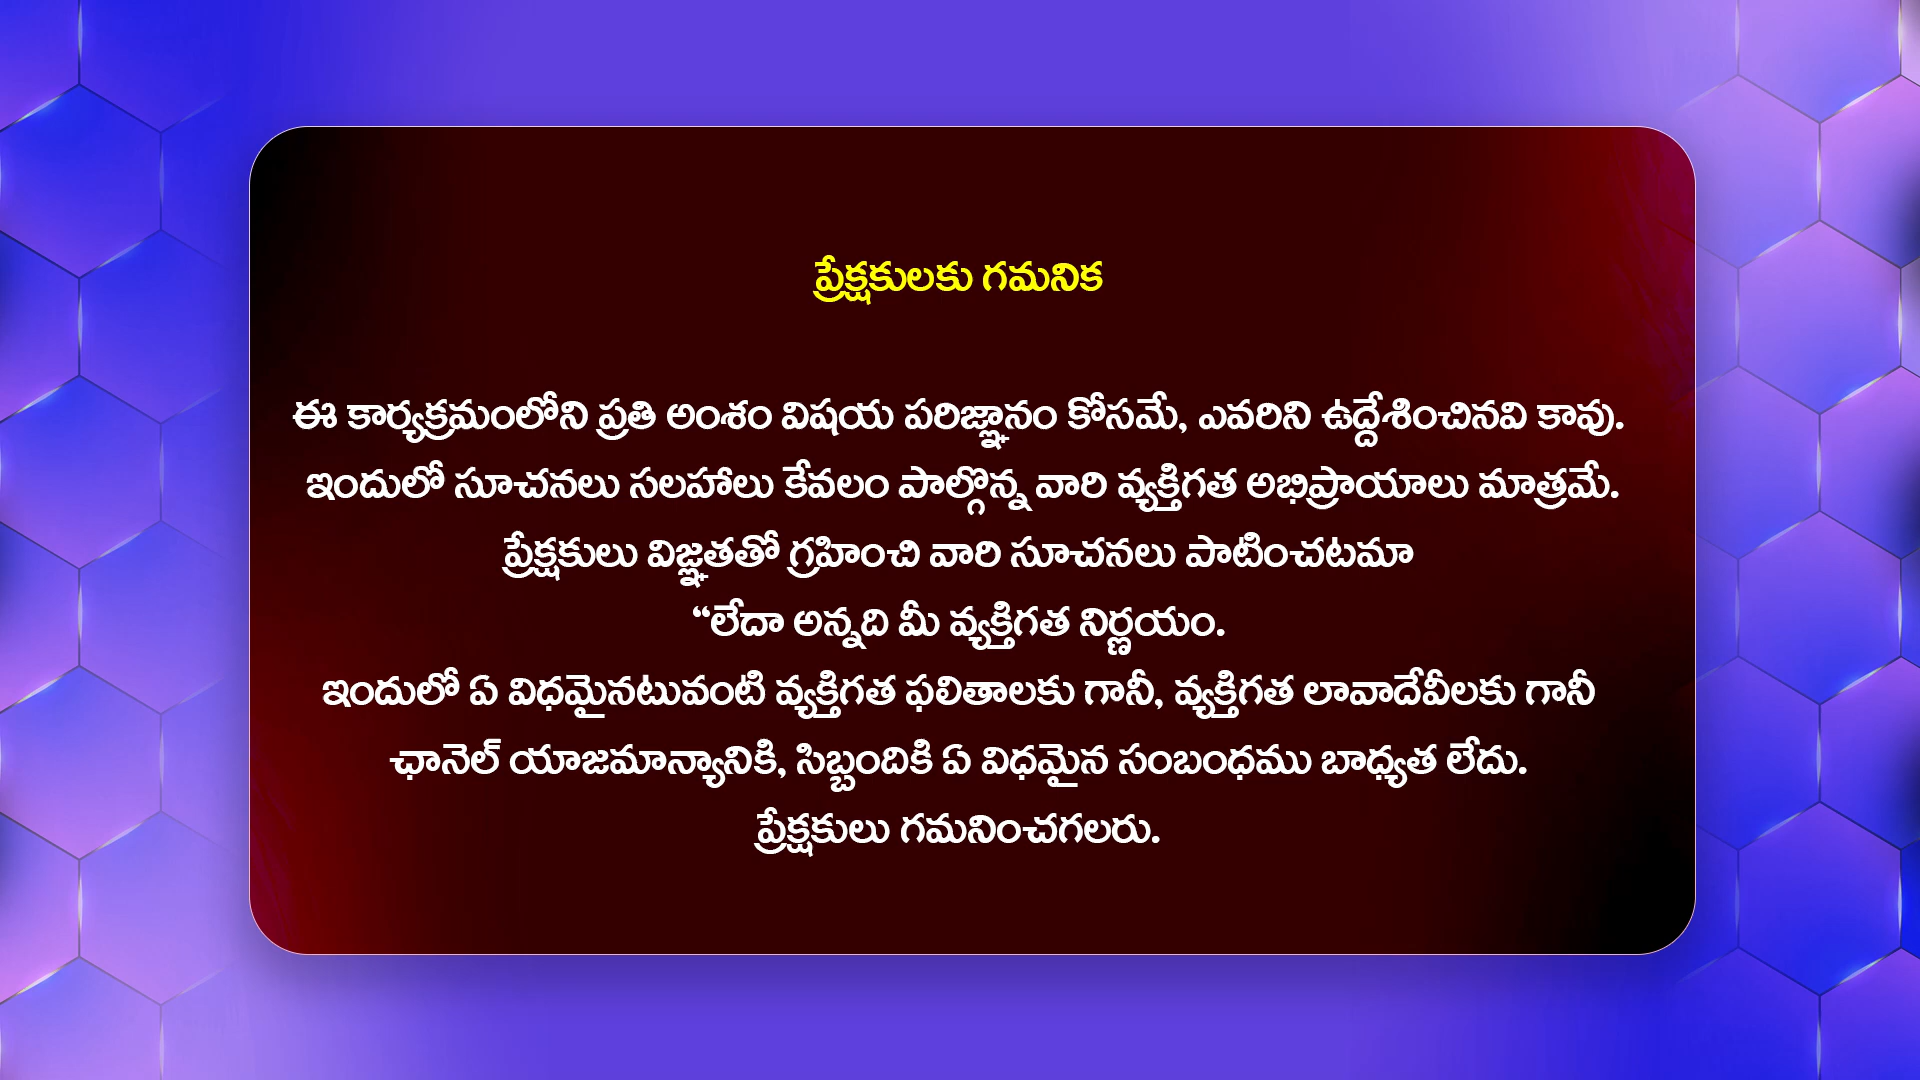 ప్రేక్షకులకు గమనిక
ఈ కార్యక్రమంలోని ప్రతి అంశం విషయ పరిజ్ఞానం కోసమే, ఎవరిని ఉద్దేశించినవి కావు.
ఇందులో సూచనలు సలహాలు కేవలం పాల్గొన్న వారి వ్యక్తిగత అభిప్రాయాలు మాత్రమే.
ప్రేక్షకులు విజ్ఞతతో గ్రహించి వారి సూచనలు పాటించటమా
“లేదా అన్నది మీ వ్యక్తిగత నిర్ణయం.
ఇందులో ఏ విధమైనటువంటి వ్యక్తిగత ఫలితాలకు గానీ, వ్యక్తిగత లావాదేవీలకు గానీ
ఛానెల్ యాజమాన్యానికి, సిబ్బందికి ఏ విధమైన సంబంధము బాధ్యత లేదు.
ప్రేక్షకులు గమనించగలరు.